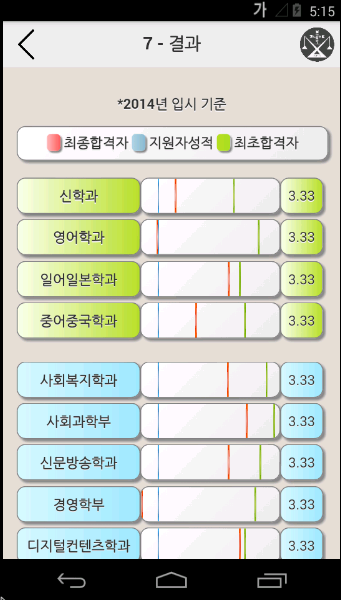 가 5:15
7 - 결과
*2014년 입시 기준
최종합격자 지원자성적 최초합격자
신학과 3.33
영어학과 3.33
일어일본학과 3.33
중어중국학과 3.33
사회복지학과 3.33
사회과학부 3.33
신문방송학과 3.33
경영학부 3.33
디지털컨텐츠학과 3.33